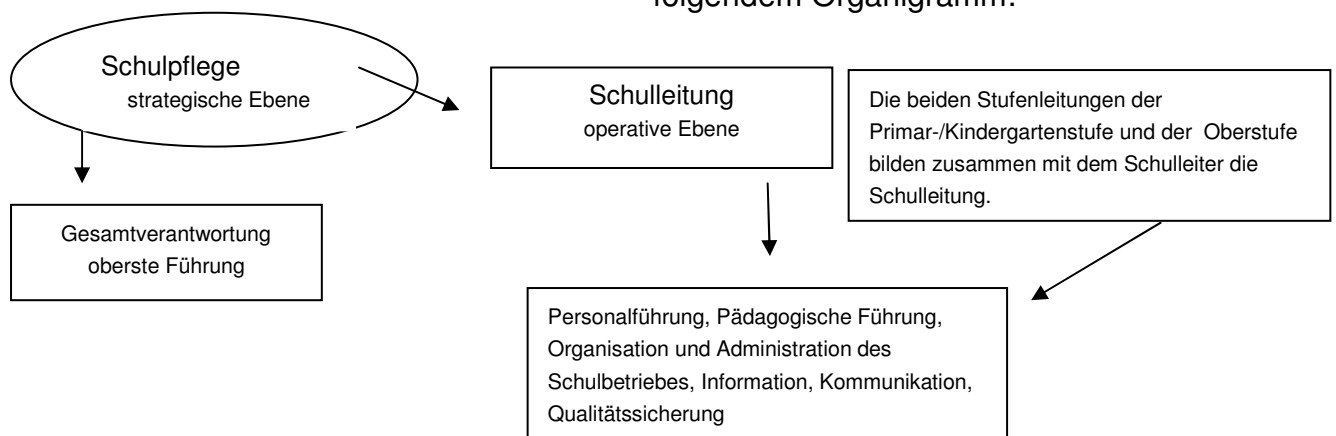 folgendem Organigramm:
Schulpflege
strategische Ebene
Schulleitung
operative Ebene
Die beiden Stufenleitungen der
Primar-/Kindergartenstufe und der Oberstufe
bilden zusammen mit dem Schulleiter die
Schulleitung.
Gesamtverantwortung
oberste Führung
Personalführung, Pädagogische Führung,
Organisation und Administration des
Schulbetriebes, Information, Kommunikation,
Qualitätssicherung